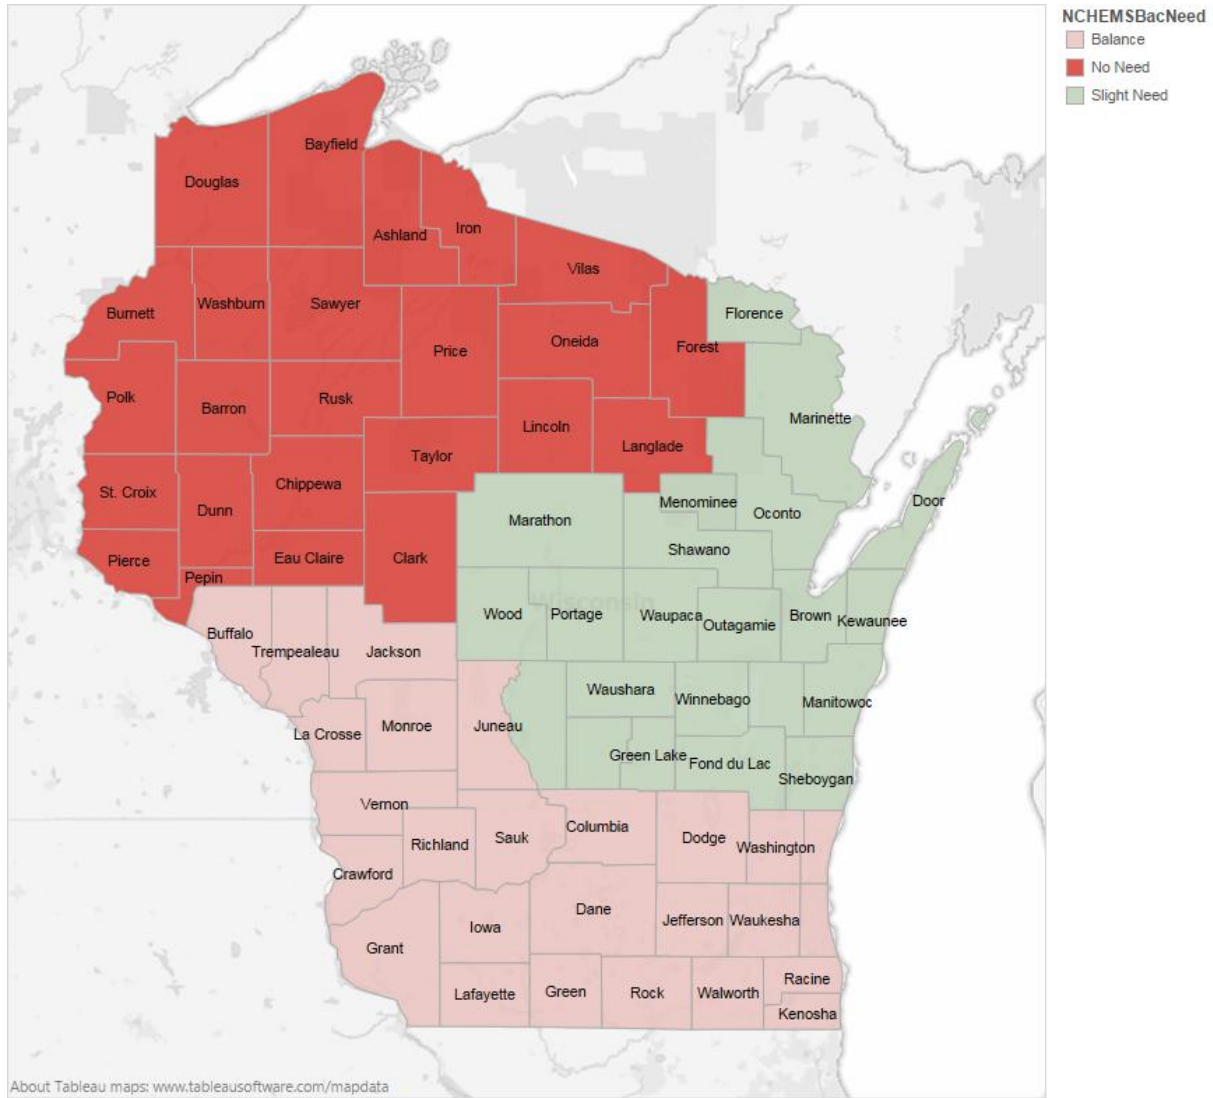 NCHEMSBacNeed
Balance
No Need
Slight Need
Bayfield
Douglas
Ashland
Iron
Vilas
Burnett
Washburn
Sawyer
Florence
Price
Oneida
Forest
Polk
Barron
Rusk
Marinette
Lincoln
Langlade
Taylor
St. Croix
Chippewa
Dunn
Menominee
Door
Marathon
Oconto
Pierce
Eau Claire
Clark
Shawano
Pepin
Wisconsin
Wood
Portage
Waupaca
Outagamie
Brown
Kewaunee
Buffalo
Trempealeau
Jackson
Waushara
Winnebago
Manitowoc
La Crosse
Monroe
Juneau
Green Lake
Fond du Lac
Sheboygan
Vernon
Richland
Sauk
Columbia
Dodge
Washington
Crawford
Dane
Jefferson
Waukesha
Iowa
Grant
Lafayette
Green
Rock
Walworth
Racine
Kenosha
About Tableau maps: www.tableausoftware.com/mapdata